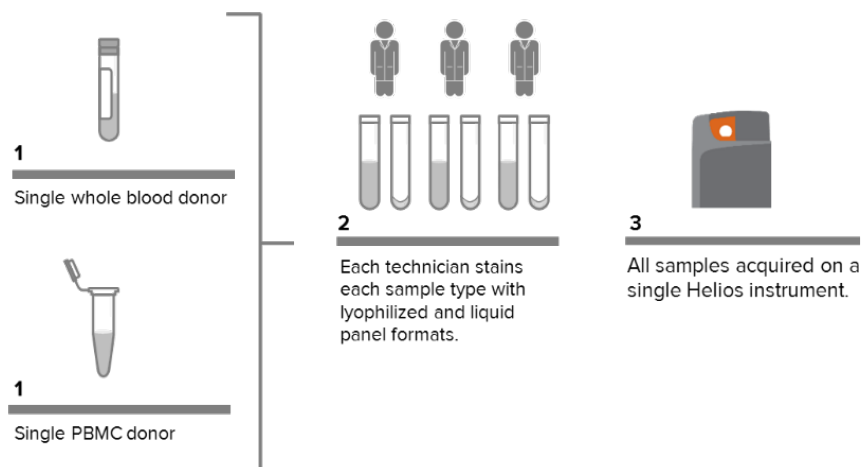 1
Single whole blood donor
1
Single PBMC donor
2
Each technician stains
each sample type with
lyophilized and liquid
panel formats.
3
All samples acquired on a
single Helios instrument.